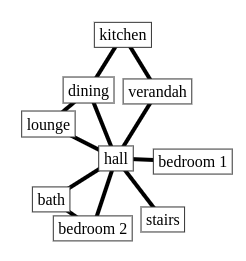 kitchen
dining
verandah
lounge
hall
bedroom 1
bath
stairs
bedroom 2